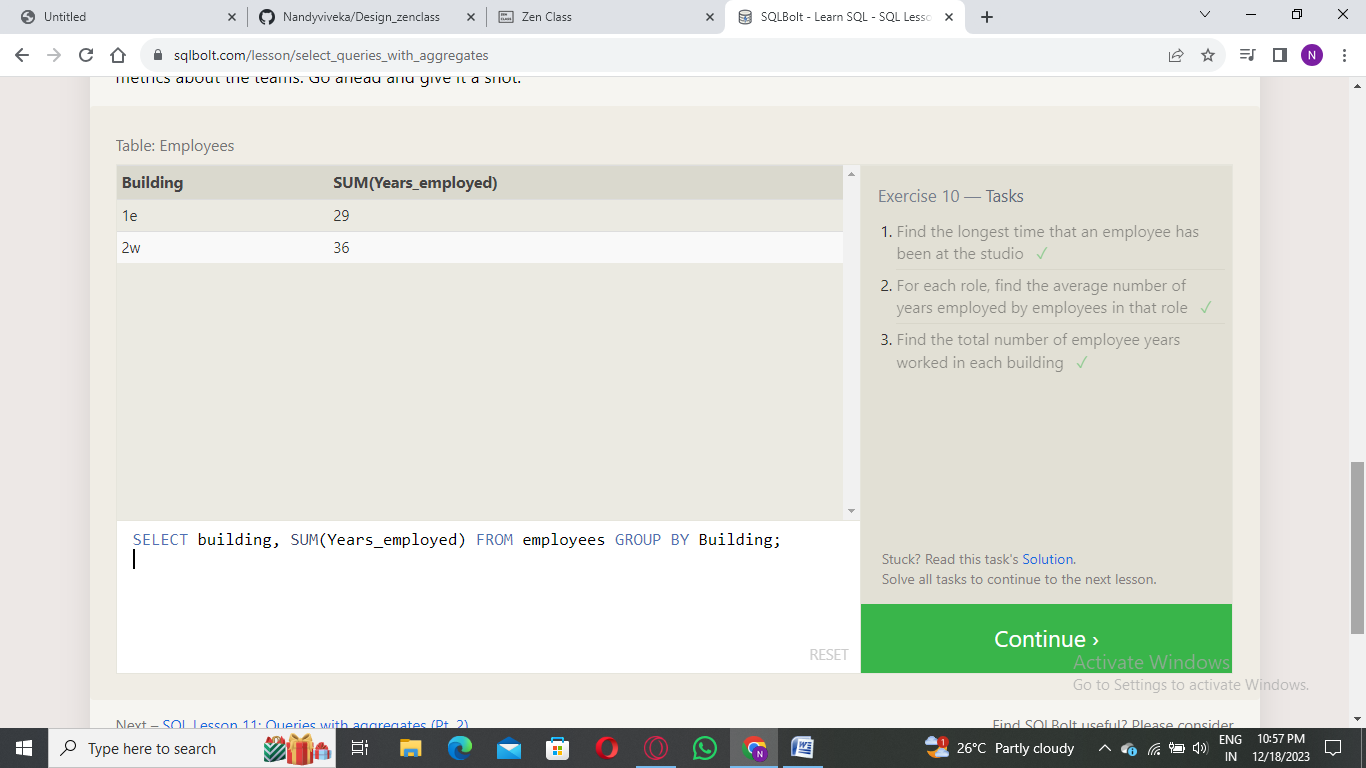 Untitled
Nandyviveka/Design_zenclass
Zen Class
SQLBolt - Learn SQL - SQL Lesso
sqlbolt.com/lesson/select_queries_with_aggregates
N
metrics about the teams. Go ahead and give it a shot.
Table: Employees
Building SUM(Years_employed)
1e 29
2w 36
Exercise 10 — Tasks
1. Find the longest time that an employee has
been at the studio ✓
2. For each role, find the average number of
years employed by employees in that role ✓
3. Find the total number of employee years
worked in each building ✓
SELECT building, SUM(Years_employed) FROM employees GROUP BY Building;
RESET
Stuck? Read this task's Solution.
Solve all tasks to continue to the next lesson.
Continue ›
Activate Windows
Go to Settings to activate Windows.
Next – SQL Lesson 11: Queries with aggregates (Pt. 2)
Find SQLBolt useful? Please consider
Type here to search
N
1
26°C Partly cloudy
ENG
IN
10:57 PM
12/18/2023